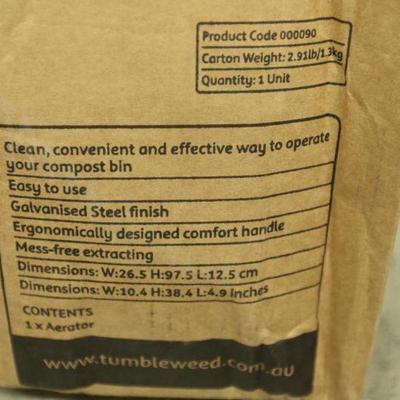 Product Code 000090
Carton Weight: 2.91lb/1.3kg
Quantity: 1 Unit
Clean, convenient and effective way to operate
your compost bin
Easy to use
Galvanised Steel finish
Ergonomically designed comfort handle
Mess-free extracting
Dimensions: W:26.5 H:97.5 L:12.5 cm
Dimensions: W:10.4 H:38.4 L:4.9 inches
CONTENTS
1 x Aerator
www.tumbleweed.com.au